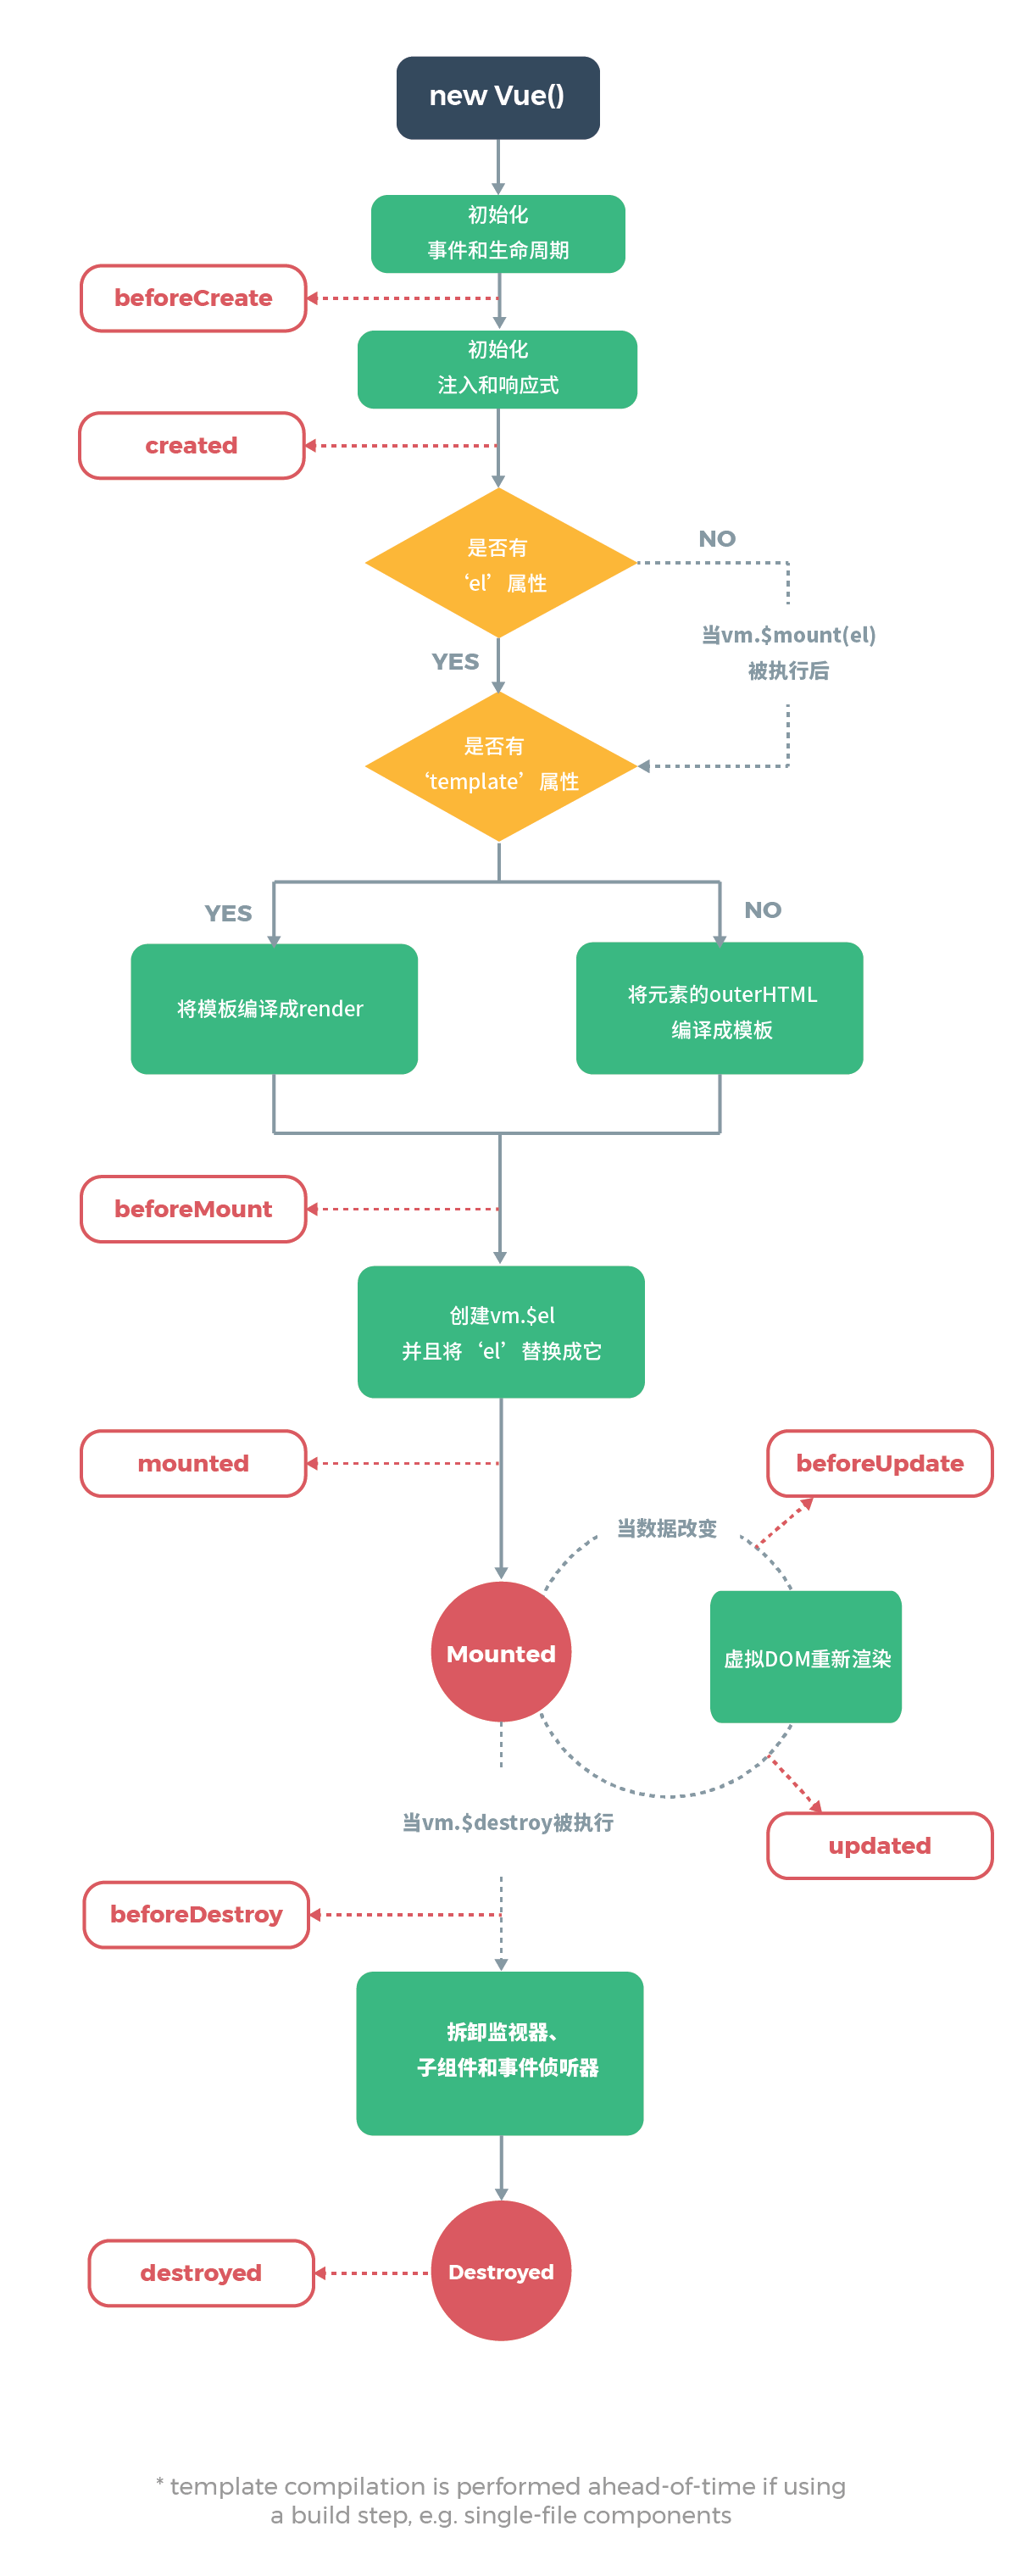 new Vue()
初始化
事件和生命周期
beforeCreate
初始化
注入和响应式
created
是否有
‘el’属性
NO
当vm.$mount(el)
被执行后
YES
是否有
‘template’属性
YES
NO
将模板编译成render
将元素的outerHTML
编译成模板
beforeMount
创建vm.$el
并且将‘el’替换成它
mounted
beforeUpdate
当数据改变
Mounted
虚拟DOM重新渲染
当vm.$destroy被执行
updated
beforeDestroy
拆卸监视器、
子组件和事件侦听器
destroyed
Destroyed
* template compilation is performed ahead-of-time if using
a build step, e.g. single-file components